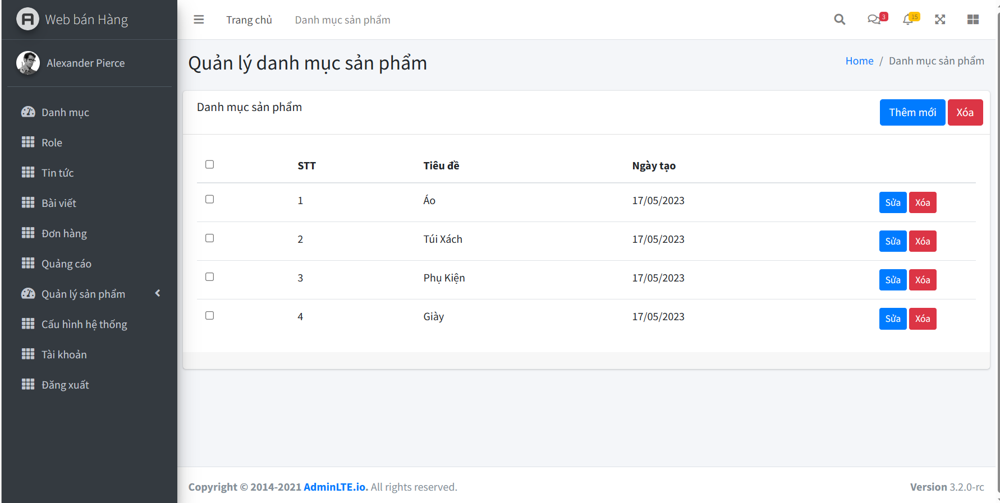 Web bán Hàng
Trang chủ
Danh mục sản phẩm
3
15
Alexander Pierce
Danh mục
Role
Tin tức
Bài viết
Đơn hàng
Quảng cáo
Quản lý sản phẩm
Cấu hình hệ thống
Tài khoản
Đăng xuất
Quản lý danh mục sản phẩm
Home / Danh mục sản phẩm
Danh mục sản phẩm
Thêm mới Xóa
STT Tiêu đề Ngày tạo
1 Áo 17/05/2023 Sửa Xóa
2 Túi Xách 17/05/2023 Sửa Xóa
3 Phụ Kiện 17/05/2023 Sửa Xóa
4 Giày 17/05/2023 Sửa Xóa
Copyright © 2014-2021 AdminLTE.io. All rights reserved.
Version 3.2.0-rc